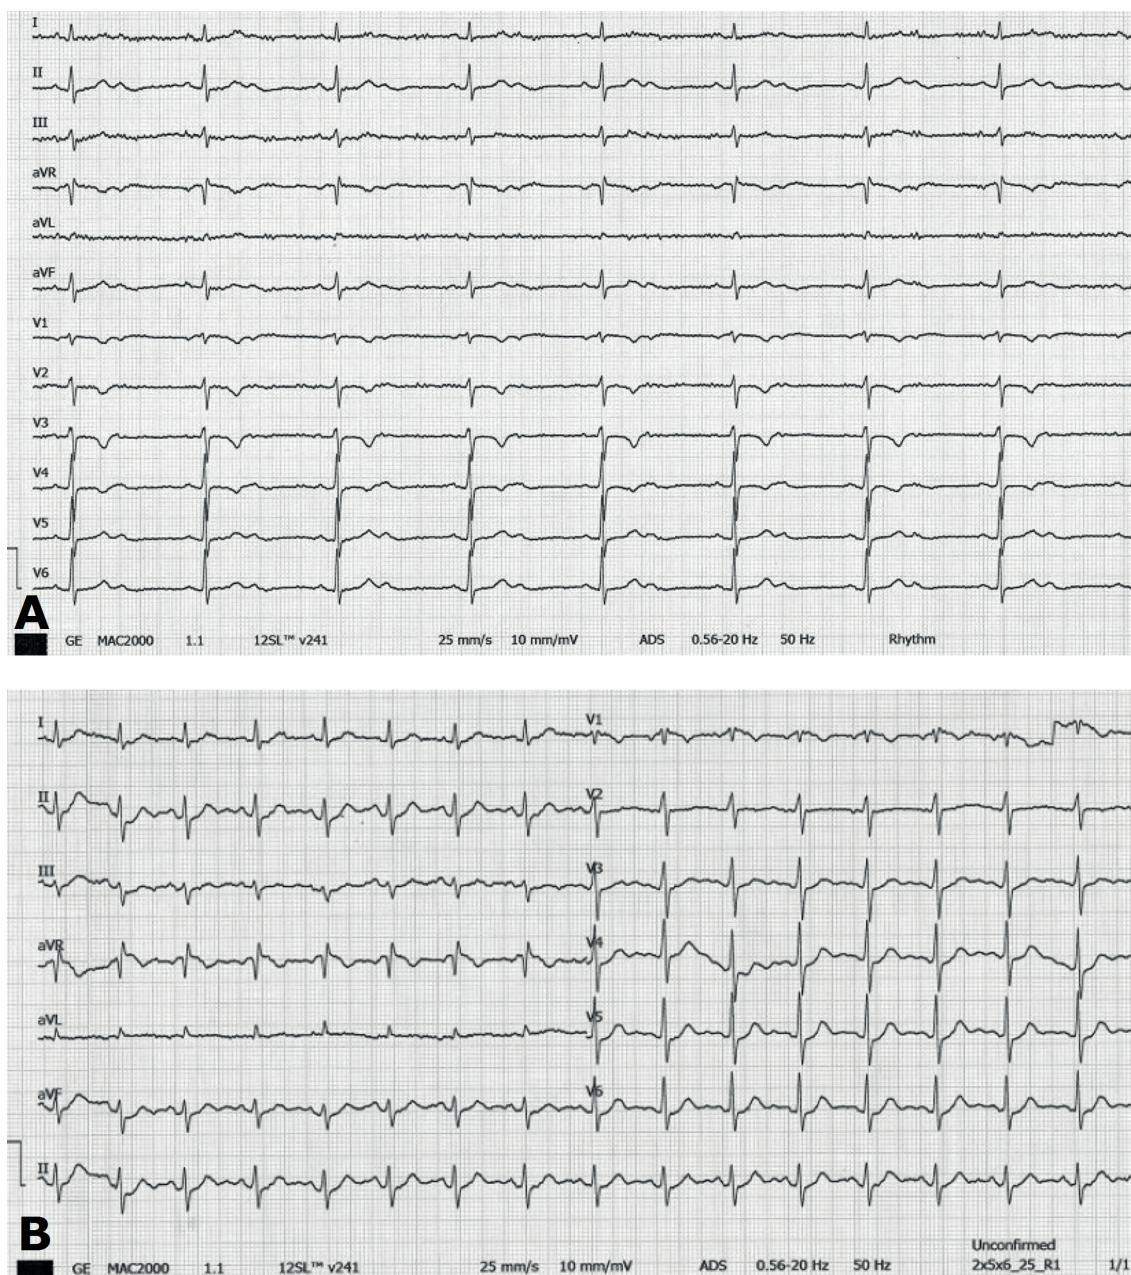 I
II
III
aVR
aVL
aVF
V1
V2
V3
V4
V5
V6
A
GE MAC2000 1.1 12SL™ v241 25 mm/s 10 mm/mV ADS 0.56-20 Hz 50 Hz Rhythm
I V1
II V2
III V3
aVR V4
aVL V5
aVF V6
II
B
Unconfirmed
GE MAC2000 1.1 12SL™ v241 25 mm/s 10 mm/mV ADS 0.56-20 Hz 50 Hz 2x5x6_25_R1 1/1